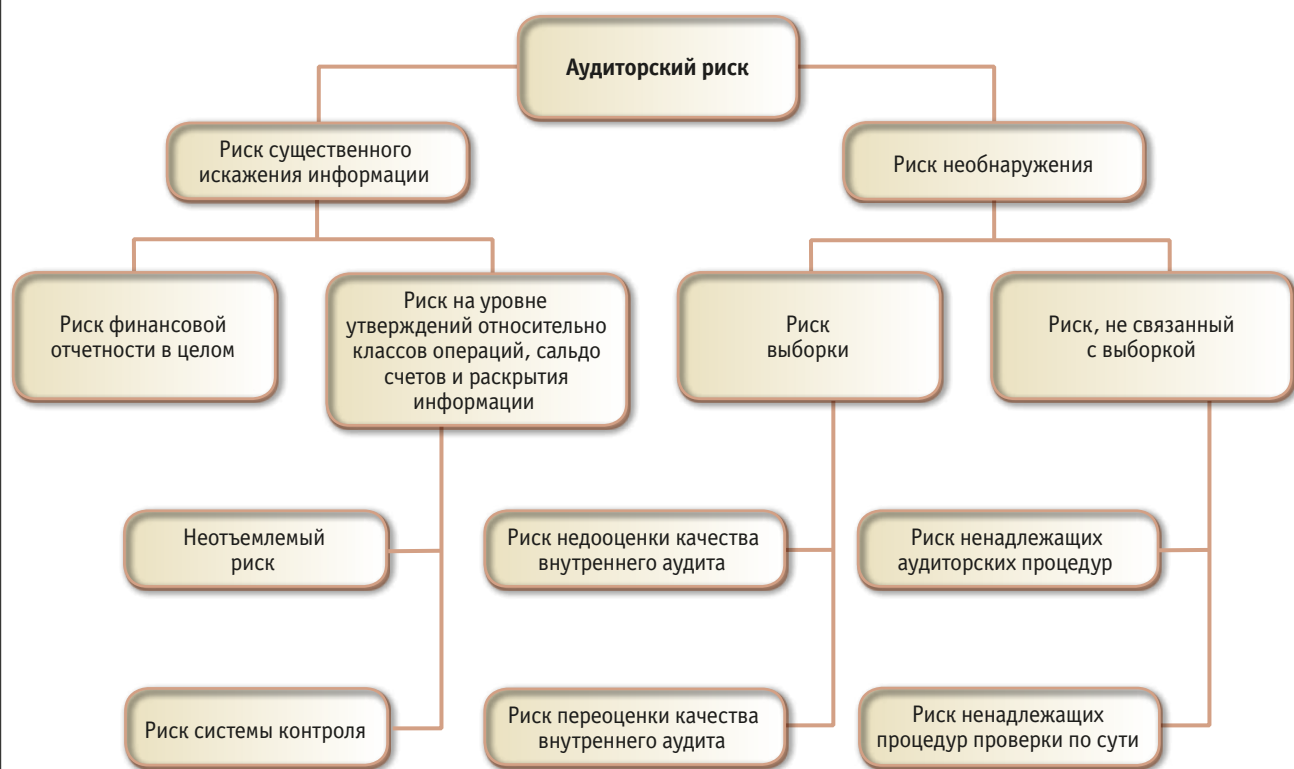 Аудиторский риск
Риск существенного
искажения информации
Риск необнаружения
Риск финансовой
отчетности в целом
Риск на уровне
утверждений относительно
классов операций, сальдо
счетов и раскрытия
информации
Риск
выборки
Риск, не связанный
с выборкой
Неотъемлемый
риск
Риск недооценки качества
внутреннего аудита
Риск ненадлежащих
аудиторских процедур
Риск системы контроля
Риск переоценки качества
внутреннего аудита
Риск ненадлежащих
процедур проверки по сути